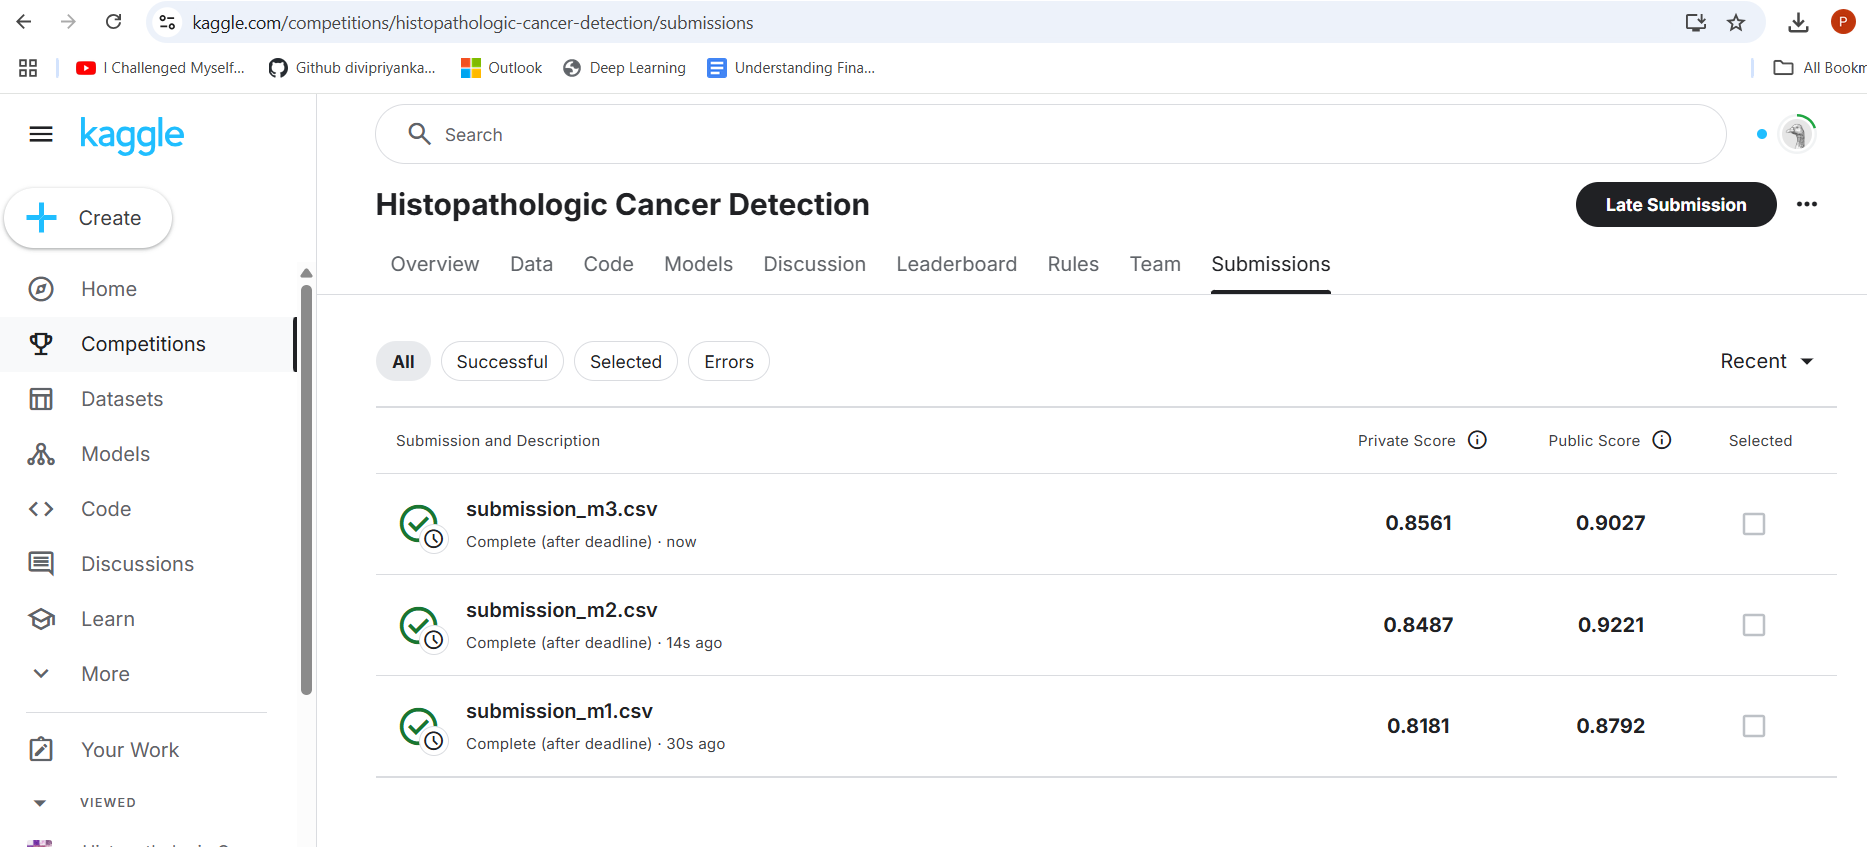 kaggle.com/competitions/histopathologic-cancer-detection/submissions
P
I Challenged Myself...
Github divipriyanka...
Outlook
Deep Learning
Understanding Fina...
All Bookm
kaggle
Search
Create
Histopathologic Cancer Detection
Late Submission
Overview
Data
Code
Models
Discussion
Leaderboard
Rules
Team
Submissions
Home
Competitions
Datasets
Models
Code
Discussions
Learn
More
Your Work
VIEWED
All
Successful
Selected
Errors
Recent
Submission and Description
Private Score
Public Score
Selected
submission_m3.csv
Complete (after deadline) · now
0.8561
0.9027
submission_m2.csv
Complete (after deadline) · 14s ago
0.8487
0.9221
submission_m1.csv
Complete (after deadline) · 30s ago
0.8181
0.8792